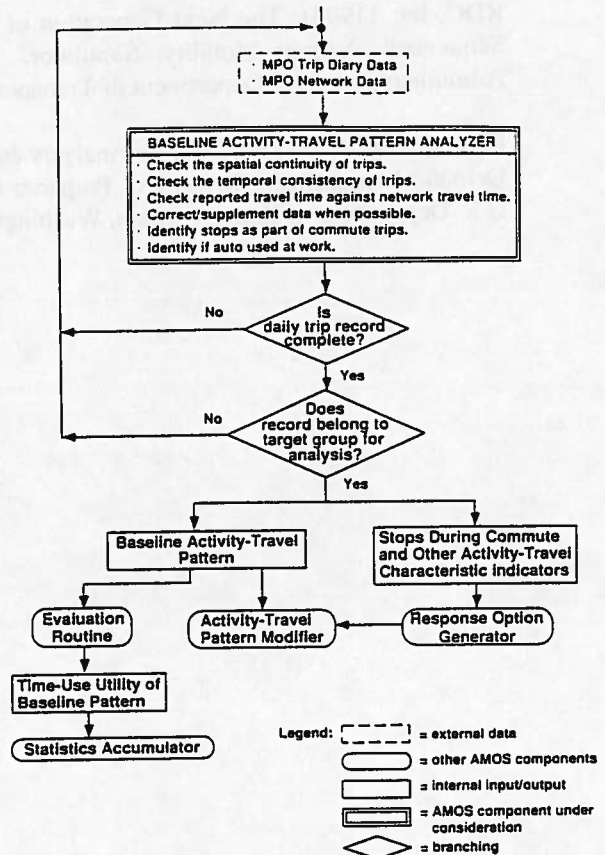 · MPO Trip Diary Data
· MPO Network Data
BASELINE ACTIVITY-TRAVEL PATTERN ANALYZER
· Check the spatial continuity of trips.
· Check the temporal consistency of trips.
· Check reported travel time against network travel time.
· Correct/supplement data when possible.
· Identify stops as part of commute trips.
· Identify if auto used at work.
Is
daily trip record
complete?
No
Yes
Does
record belong to
target group for
analysis?
No
Yes
Baseline Activity-Travel
Pattern
Stops During Commute
and Other Activity-Travel
Characteristic Indicators
Evaluation
Routine
Activity-Travel
Pattern Modifier
Response Option
Generator
Time-Use Utility of
Baseline Pattern
Statistics Accumulator
Legend:
= external data
= other AMOS components
= internal input/output
= AMOS component under
consideration
= branching